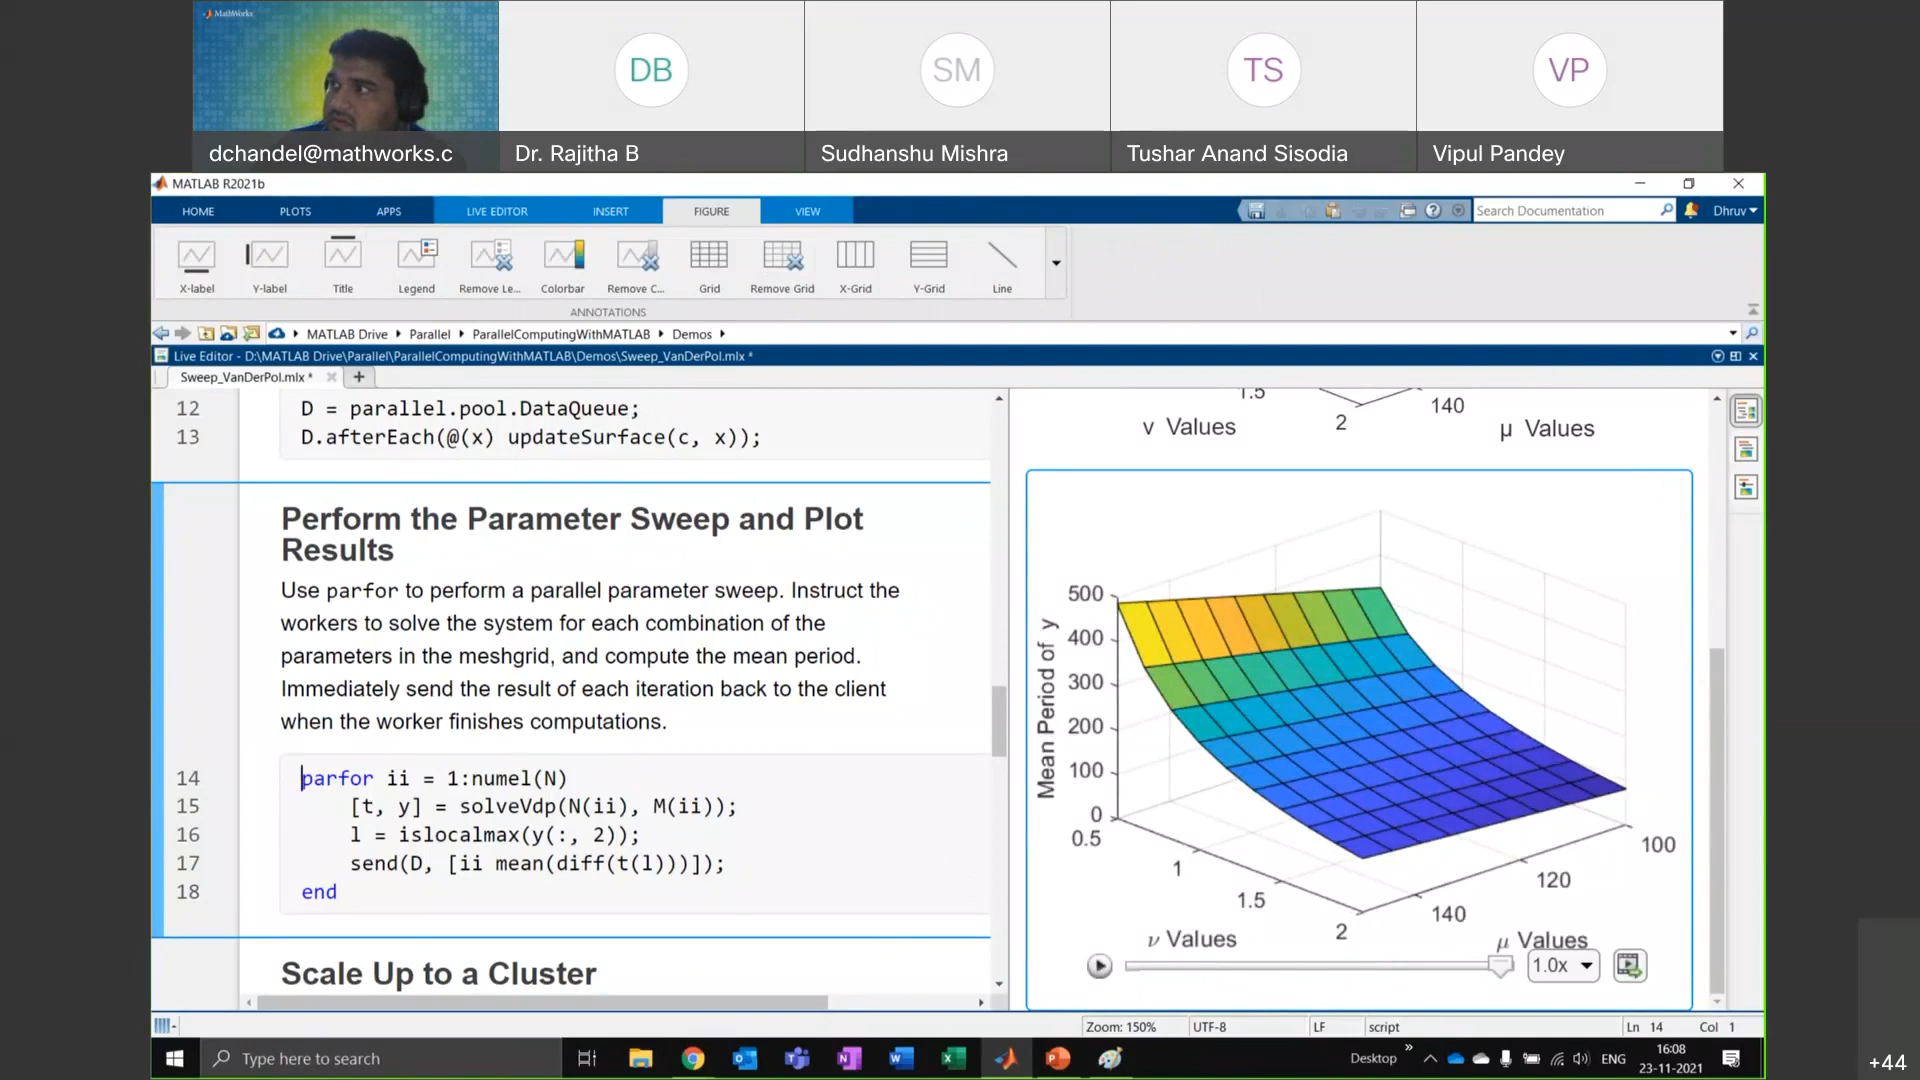 MathWorks
DB
SM
TS
VP
dchandel@mathworks.c
Dr. Rajitha B
Sudhanshu Mishra
Tushar Anand Sisodia
Vipul Pandey
MATLAB R2021b
HOME
PLOTS
APPS
LIVE EDITOR
INSERT
FIGURE
VIEW
Search Documentation
Dhruv
X-label
Y-label
Title
Legend
Remove Le...
Colorbar
Remove C...
Grid
Remove Grid
X-Grid
Y-Grid
Line
ANNOTATIONS
MATLAB Drive
Parallel
ParallelComputingWithMATLAB
Demos
Live Editor - D:\MATLAB Drive\Parallel\ParallelComputingWithMATLAB\Demos\Sweep_VanDerPol.mlx *
Sweep_VanDerPol.mlx *
12 D = parallel.pool.DataQueue;
13 D.afterEach(@(x) updateSurface(c, x));
Perform the Parameter Sweep and Plot
Results
Use parfor to perform a parallel parameter sweep. Instruct the
workers to solve the system for each combination of the
parameters in the meshgrid, and compute the mean period.
Immediately send the result of each iteration back to the client
when the worker finishes computations.
14 parfor ii = 1:numel(N)
15 [t, y] = solveVdp(N(ii), M(ii));
16 l = islocalmax(y(:, 2));
17 send(D, [ii mean(diff(t(l)))]);
18 end
Scale Up to a Cluster
1.5
2
140
ν Values
μ Values
Mean Period of y
500
400
300
200
100
0
0.5
1
1.5
2
100
120
140
ν Values
μ Values
1.0x
Zoom: 150%
UTF-8
LF
script
Ln 14
Col 1
Type here to search
Desktop
ENG
16:08
23-11-2021
+44